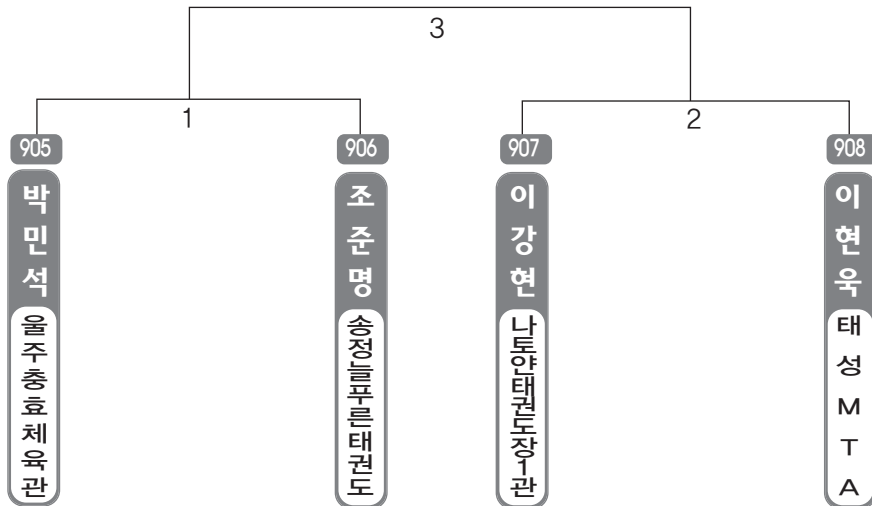 3
1
2
905
906
907
908
박민석
조준명
이강현
이현욱
울주충효체육관
송정늘푸른태권도
나토얀태권도장1관
태성MTA